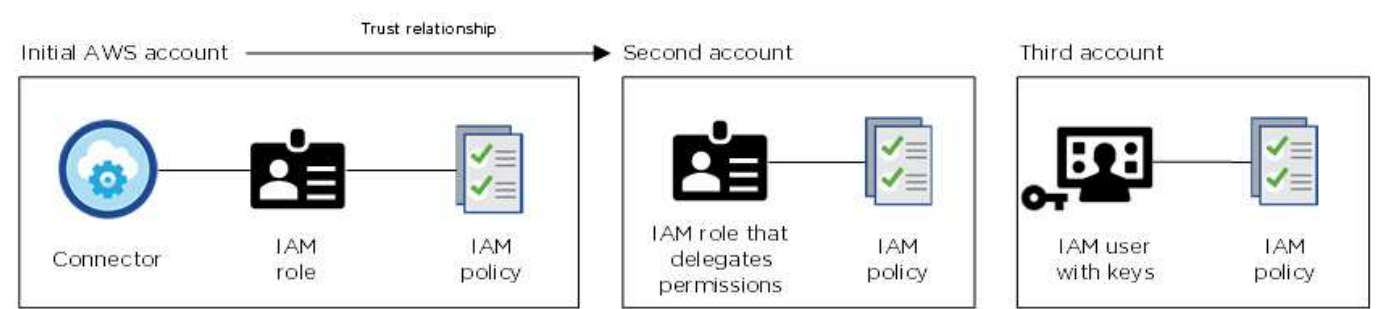 Trust relationship
Initial AWS account
Second account
Third account
Connector
IAM
role
IAM
policy
IAM role that
delegates
permissions
IAM
policy
IAM user
with keys
IAM
policy